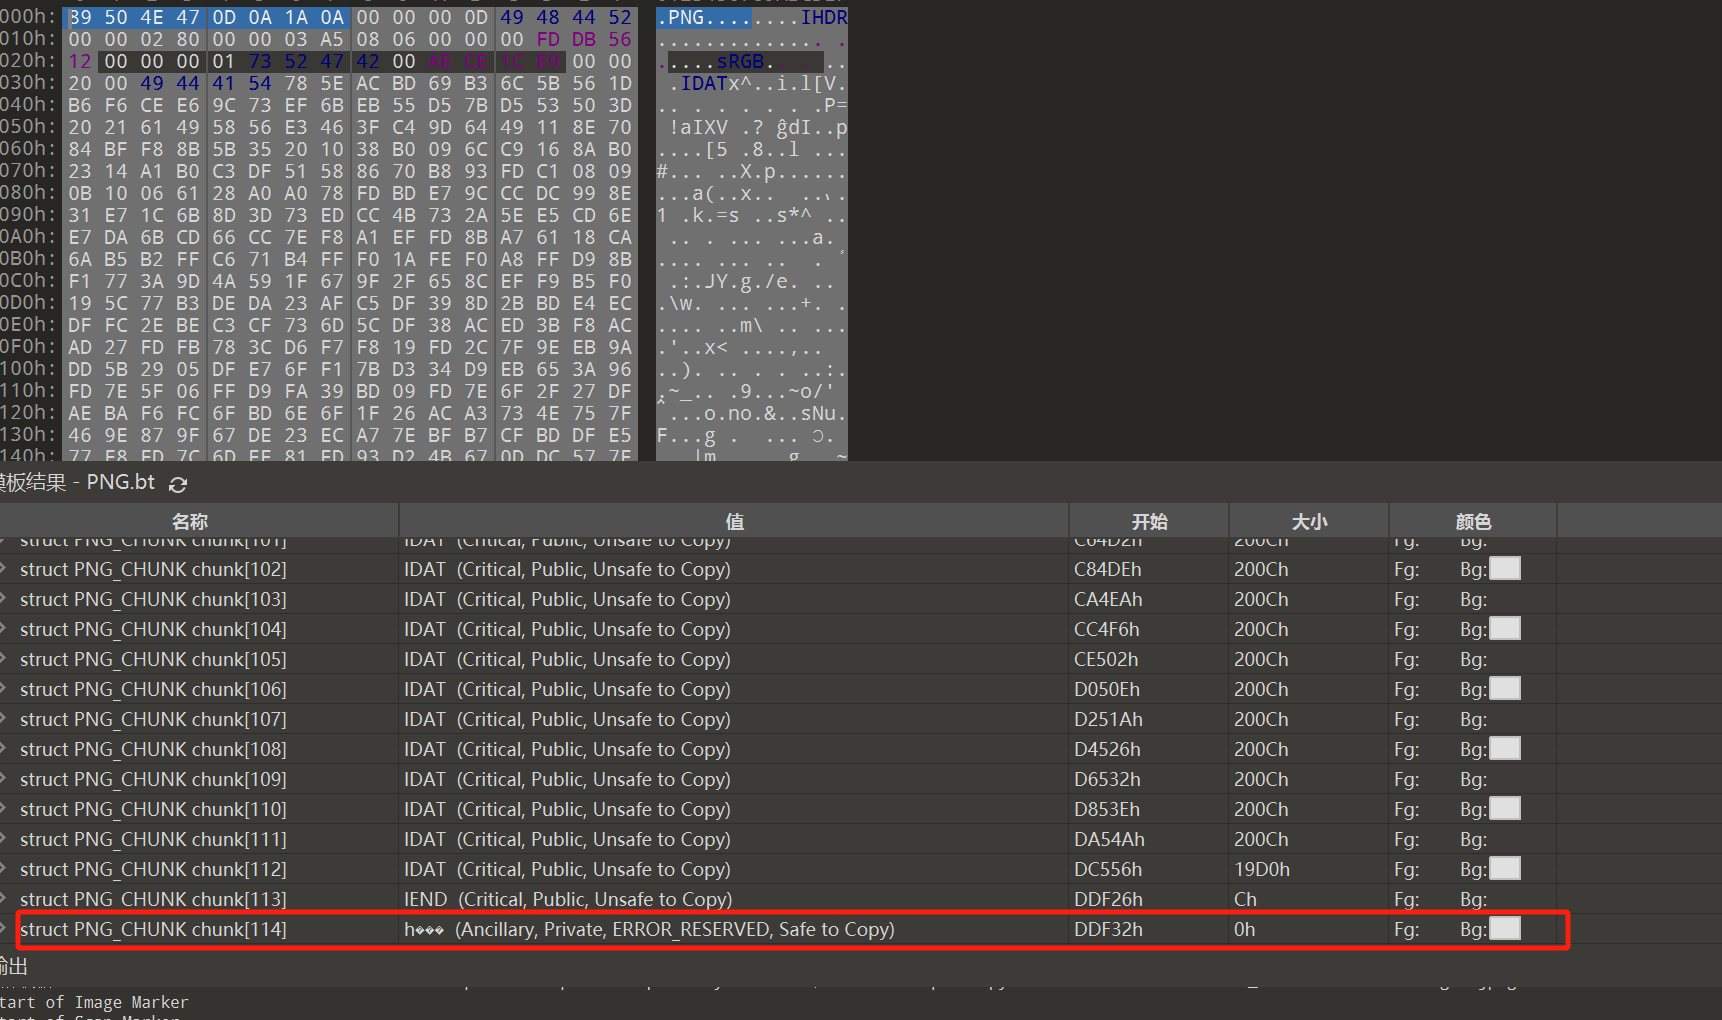 000h: 89 50 4E 47 0D 0A 1A 0A 00 00 00 0D 49 48 44 52 .PNG........IHDR
010h: 00 00 02 80 00 00 03 A5 08 06 00 00 00 FD DB 56
020h: 12 00 00 00 01 73 52 47 42 00 AE CE 1C E9 00 00 .....sRGB.
030h: 20 00 49 44 41 54 78 5E AC BD 69 B3 6C 5B 56 1D .IDATx^..i.l[V.
040h: B6 F6 CE E6 9C 73 EF 6B EB 55 D5 7B D5 53 50 3D
050h: 20 21 61 49 58 56 E3 46 3F C4 9D 64 49 11 8E 70
060h: 84 BF F8 8B 5B 35 20 10 38 B0 09 6C C9 16 8A B0
070h: 23 14 A1 B0 C3 DF 51 58 86 70 B8 93 FD C1 08 09
080h: 0B 10 06 61 28 A0 A0 78 FD BD E7 9C CC DC 99 8E
090h: 31 E7 1C 6B 8D 3D 73 ED CC 4B 73 2A 5E E5 CD 6E
0A0h: E7 DA 6B CD 66 CC 7E F8 A1 EF FD 8B A7 61 18 CA
0B0h: 6A B5 B2 FF C6 71 B4 FF F0 1A FE F0 A8 FF D9 8B
0C0h: F1 77 3A 9D 4A 59 1F 67 9F 2F 65 8C EF F9 B5 F0
0D0h: 19 5C 77 B3 DE DA 23 AF C5 DF 39 8D 2B BD E4 EC
0E0h: DF FC 2E BE C3 CF 73 6D 5C DF 38 AC ED 3B F8 AC
0F0h: AD 27 FD FB 78 3C D6 F7 F8 19 FD 2C 7F 9E EB 9A
100h: DD 5B 29 05 DF E7 6F F1 7B D3 34 D9 EB 65 3A 96
110h: FD 7E 5F 06 FF D9 FA 39 BD 09 FD 7E 6F 2F 27 DF
120h: AE BA F6 FC 6F BD 6E 6F 1F 26 AC A3 73 4E 75 7F
130h: 46 9E 87 9F 67 DE 23 EC A7 7E BF B7 CF BD DF E5
模板结果 - PNG.bt
名称 值 开始 大小 颜色
struct PNG_CHUNK chunk[101] IDAT (Critical, Public, Unsafe to Copy) C64D2h 200Ch Fg: Bg:
struct PNG_CHUNK chunk[102] IDAT (Critical, Public, Unsafe to Copy) C84DEh 200Ch Fg: Bg:
struct PNG_CHUNK chunk[103] IDAT (Critical, Public, Unsafe to Copy) CA4EAh 200Ch Fg: Bg:
struct PNG_CHUNK chunk[104] IDAT (Critical, Public, Unsafe to Copy) CC4F6h 200Ch Fg: Bg:
struct PNG_CHUNK chunk[105] IDAT (Critical, Public, Unsafe to Copy) CE502h 200Ch Fg: Bg:
struct PNG_CHUNK chunk[106] IDAT (Critical, Public, Unsafe to Copy) D050Eh 200Ch Fg: Bg:
struct PNG_CHUNK chunk[107] IDAT (Critical, Public, Unsafe to Copy) D251Ah 200Ch Fg: Bg:
struct PNG_CHUNK chunk[108] IDAT (Critical, Public, Unsafe to Copy) D4526h 200Ch Fg: Bg:
struct PNG_CHUNK chunk[109] IDAT (Critical, Public, Unsafe to Copy) D6532h 200Ch Fg: Bg:
struct PNG_CHUNK chunk[110] IDAT (Critical, Public, Unsafe to Copy) D853Eh 200Ch Fg: Bg:
struct PNG_CHUNK chunk[111] IDAT (Critical, Public, Unsafe to Copy) DA54Ah 200Ch Fg: Bg:
struct PNG_CHUNK chunk[112] IDAT (Critical, Public, Unsafe to Copy) DC556h 19D0h Fg: Bg:
struct PNG_CHUNK chunk[113] IEND (Critical, Public, Unsafe to Copy) DDF26h Ch Fg: Bg:
struct PNG_CHUNK chunk[114] h��� (Ancillary, Private, ERROR_RESERVED, Safe to Copy) DDF32h 0h Fg: Bg:
输出
tart of Image Marker